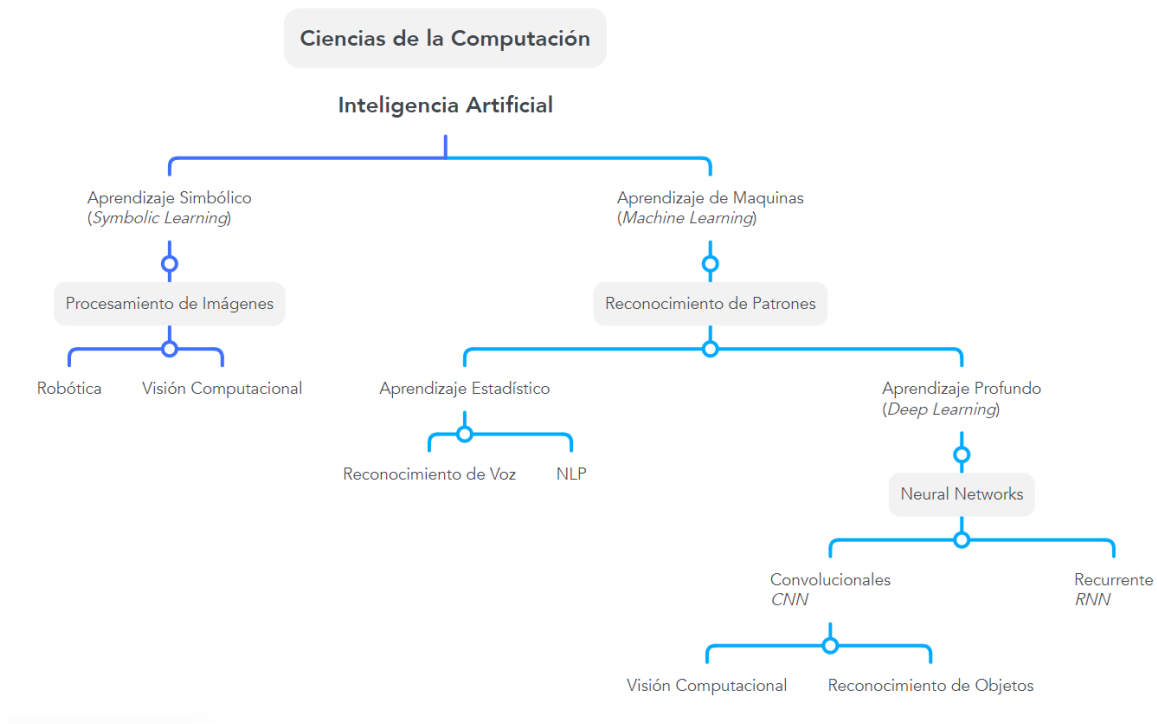 Ciencias de la Computación
Inteligencia Artificial
Aprendizaje Simbólico
(Symbolic Learning)
Aprendizaje de Maquinas
(Machine Learning)
Procesamiento de Imágenes
Reconocimiento de Patrones
Robótica
Visión Computacional
Aprendizaje Estadístico
Aprendizaje Profundo
(Deep Learning)
Reconocimiento de Voz
NLP
Neural Networks
Convolucionales
CNN
Recurrente
RNN
Visión Computacional
Reconocimiento de Objetos